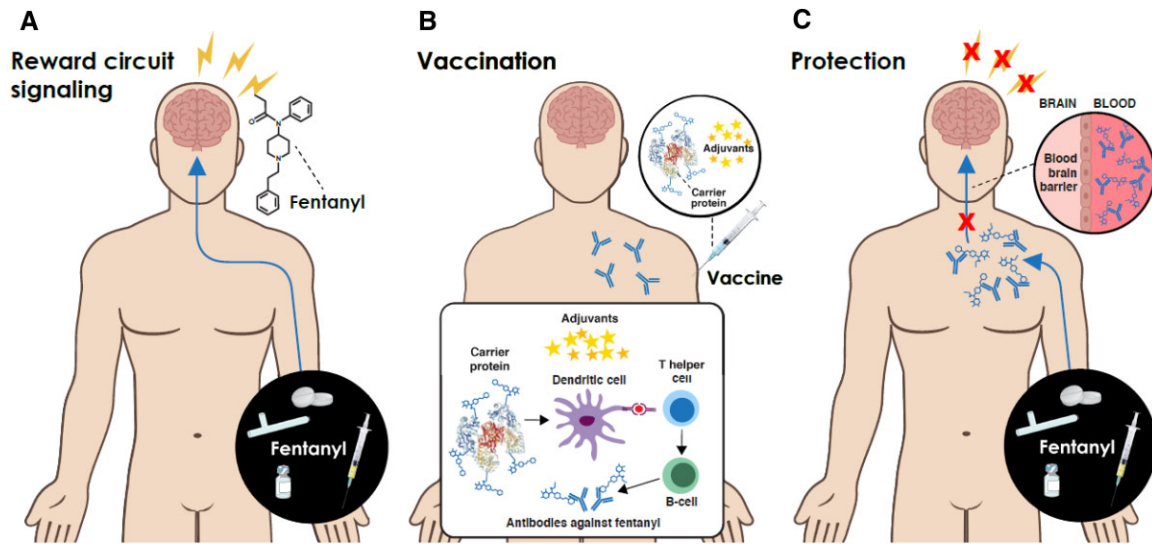 A
Reward circuit
signaling
O
N
N
Fentanyl
Fentanyl
B
Vaccination
Adjuvants
Carrier
protein
Vaccine
Adjuvants
Carrier
protein
Dendritic cell
T helper
cell
B-cell
Antibodies against fentanyl
C
Protection
X
X
X
BRAIN
BLOOD
Blood
brain
barrier
X
Fentanyl